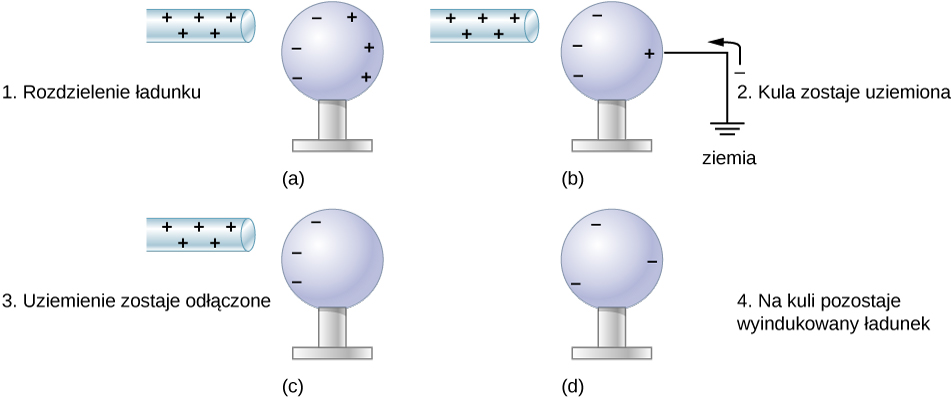 1. Rozdzielenie ładunku
(a)
2. Kula zostaje uziemiona
ziemia
(b)
3. Uziemienie zostaje odłączone
(c)
4. Na kuli pozostaje
wyindukowany ładunek
(d)